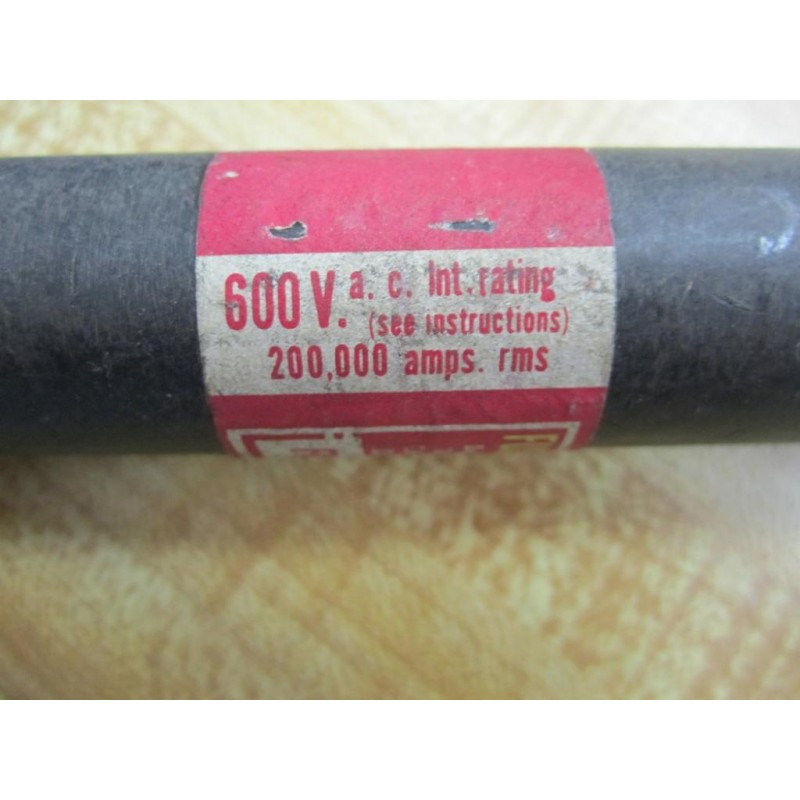 600 V. a. c. Int. rating
(see instructions)
200,000 amps. rms